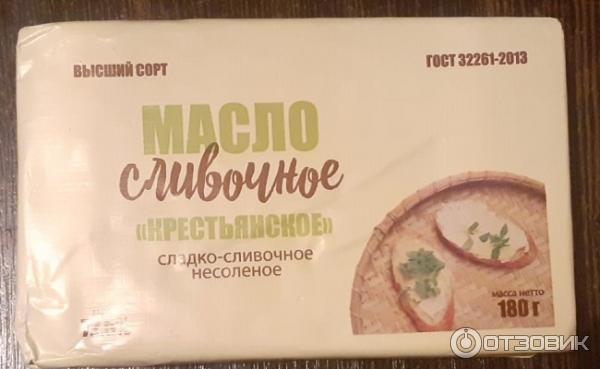 ВЫСШИЙ СОРТ
ГОСТ 32261-2013
МАСЛО
сливочное
«КРЕСТЬЯНСКОЕ»
сладко-сливочное
несоленое
масса нетто
180 г
ОТЗОВИК